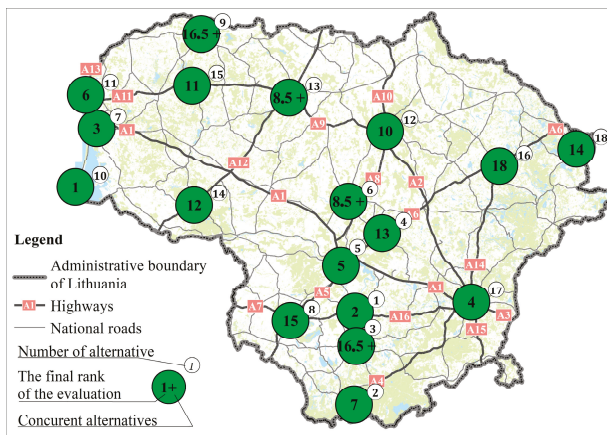 9
16.5 +
A13
11
15
13
6
A11
11
8.5 +
A10
7
12
3
A1
A9
10
A6
18
14
16
10
A12
A8
A2
18
1
A1
6
14
8.5 +
12
4
A6
13
Legend
5
Administrative boundary
of Lithuania
5
A14
A1
17
A1 Highways
A5
A7
8
1
4
National roads
15
2
A16
A3
3
A15
Number of alternative 1
16.5 +
The final rank
of the evaluation
1+
A4
2
7
Concurent alternatives